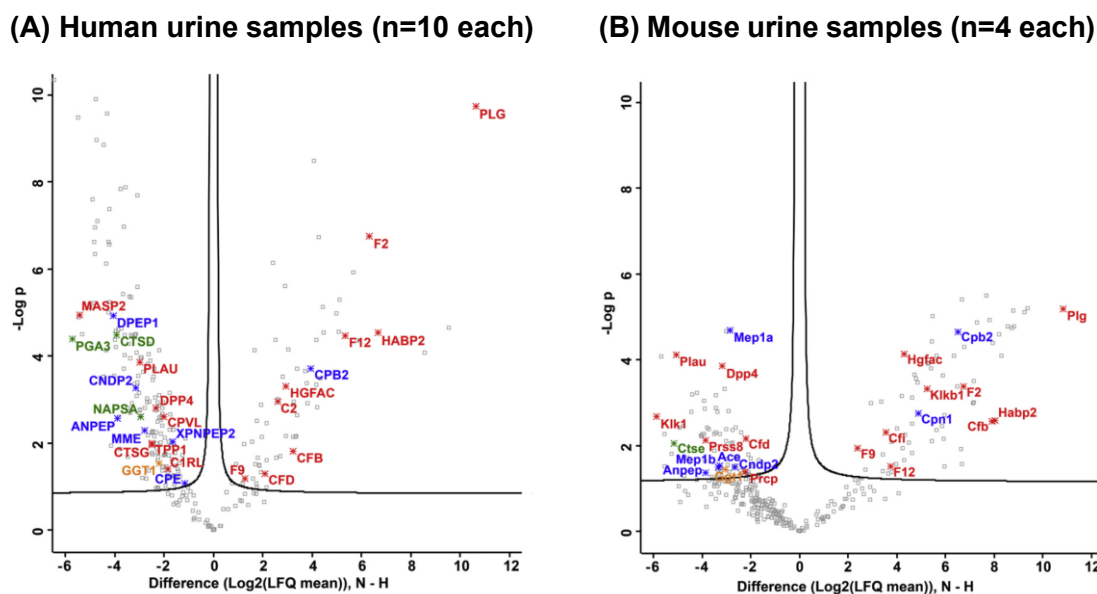 (A) Human urine samples (n=10 each)
(B) Mouse urine samples (n=4 each)
-Log p
10
8
6
4
2
0
PLG
F2
HABP2
F12
CPB2
HGFAC
C2
CFB
F9
CFD
MASP2
DPEP1
PGA3
CTSD
PLAU
CNDP2
DPP4
NAPSA
CPVL
ANPEP
MME
XPNPEP2
CTSG
TPP1
GGT1
C1RL
CPE
-6 -4 -2 0 2 4 6 8 10 12
Difference (Log2(LFQ mean)), N - H
-Log p
10
8
6
4
2
0
Plg
Cpb2
Mep1a
Hgfac
Plau
Dpp4
Klkb1
F2
Habp2
Cpn1
Cfb
Klk1
Cfi
Prss8
Cfd
Ctse
F9
Mep1b
Ace
Cndp2
F12
Anpep
Prcp
-6 -4 -2 0 2 4 6 8 10 12
Difference (Log2(LFQ mean)), N - H